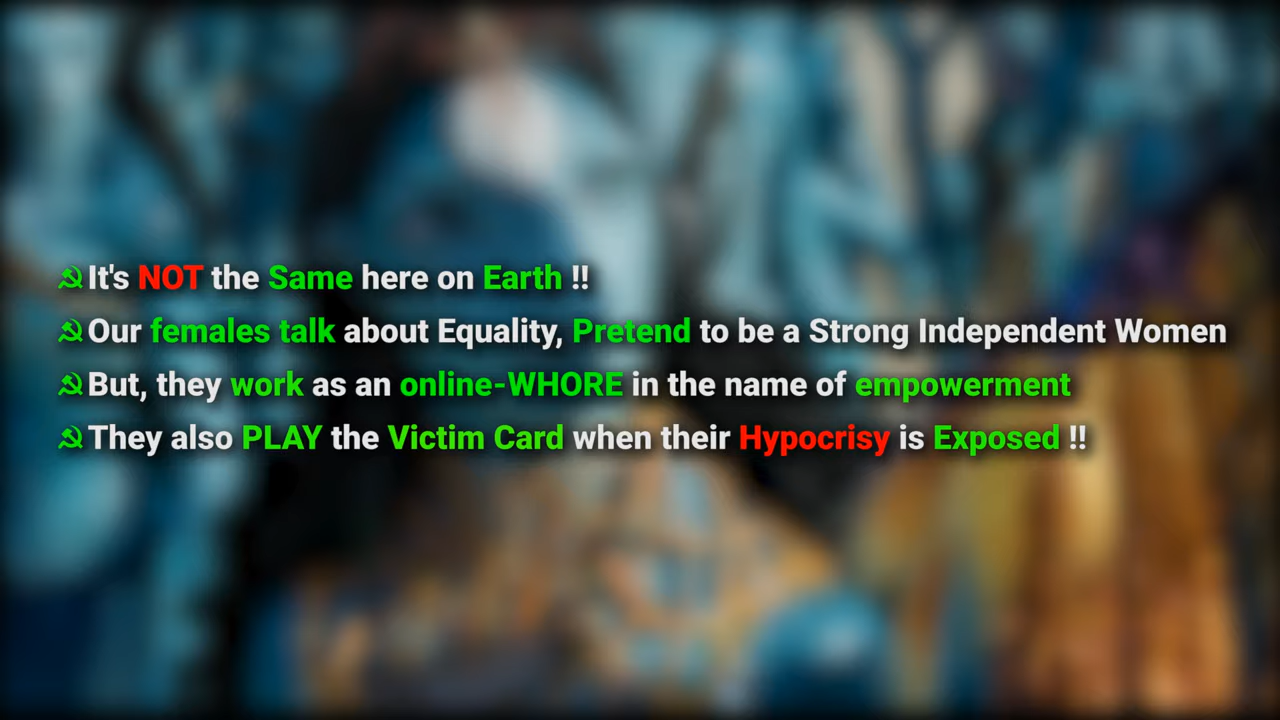 ☭It's NOT the Same here on Earth !!
☭Our females talk about Equality, Pretend to be a Strong Independent Women
☭But, they work as an online-WHORE in the name of empowerment
☭They also PLAY the Victim Card when their Hypocrisy is Exposed !!